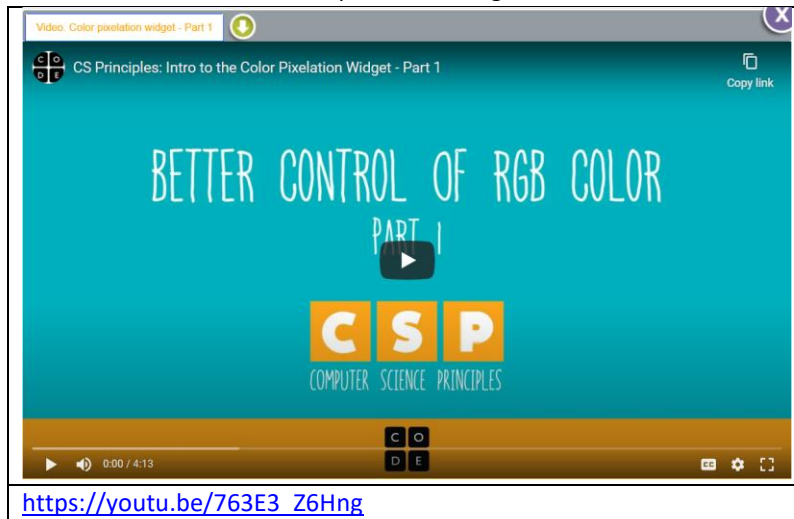 Video. Color pixelation widget - Part 1
X
C O
D E
CS Principles: Intro to the Color Pixelation Widget - Part 1
Copy link
BETTER CONTROL OF RGB COLOR
PART 1
C S P
COMPUTER SCIENCE PRINCIPLES
C O
D E
0:00 / 4:13
CC
https://youtu.be/763E3_Z6Hng